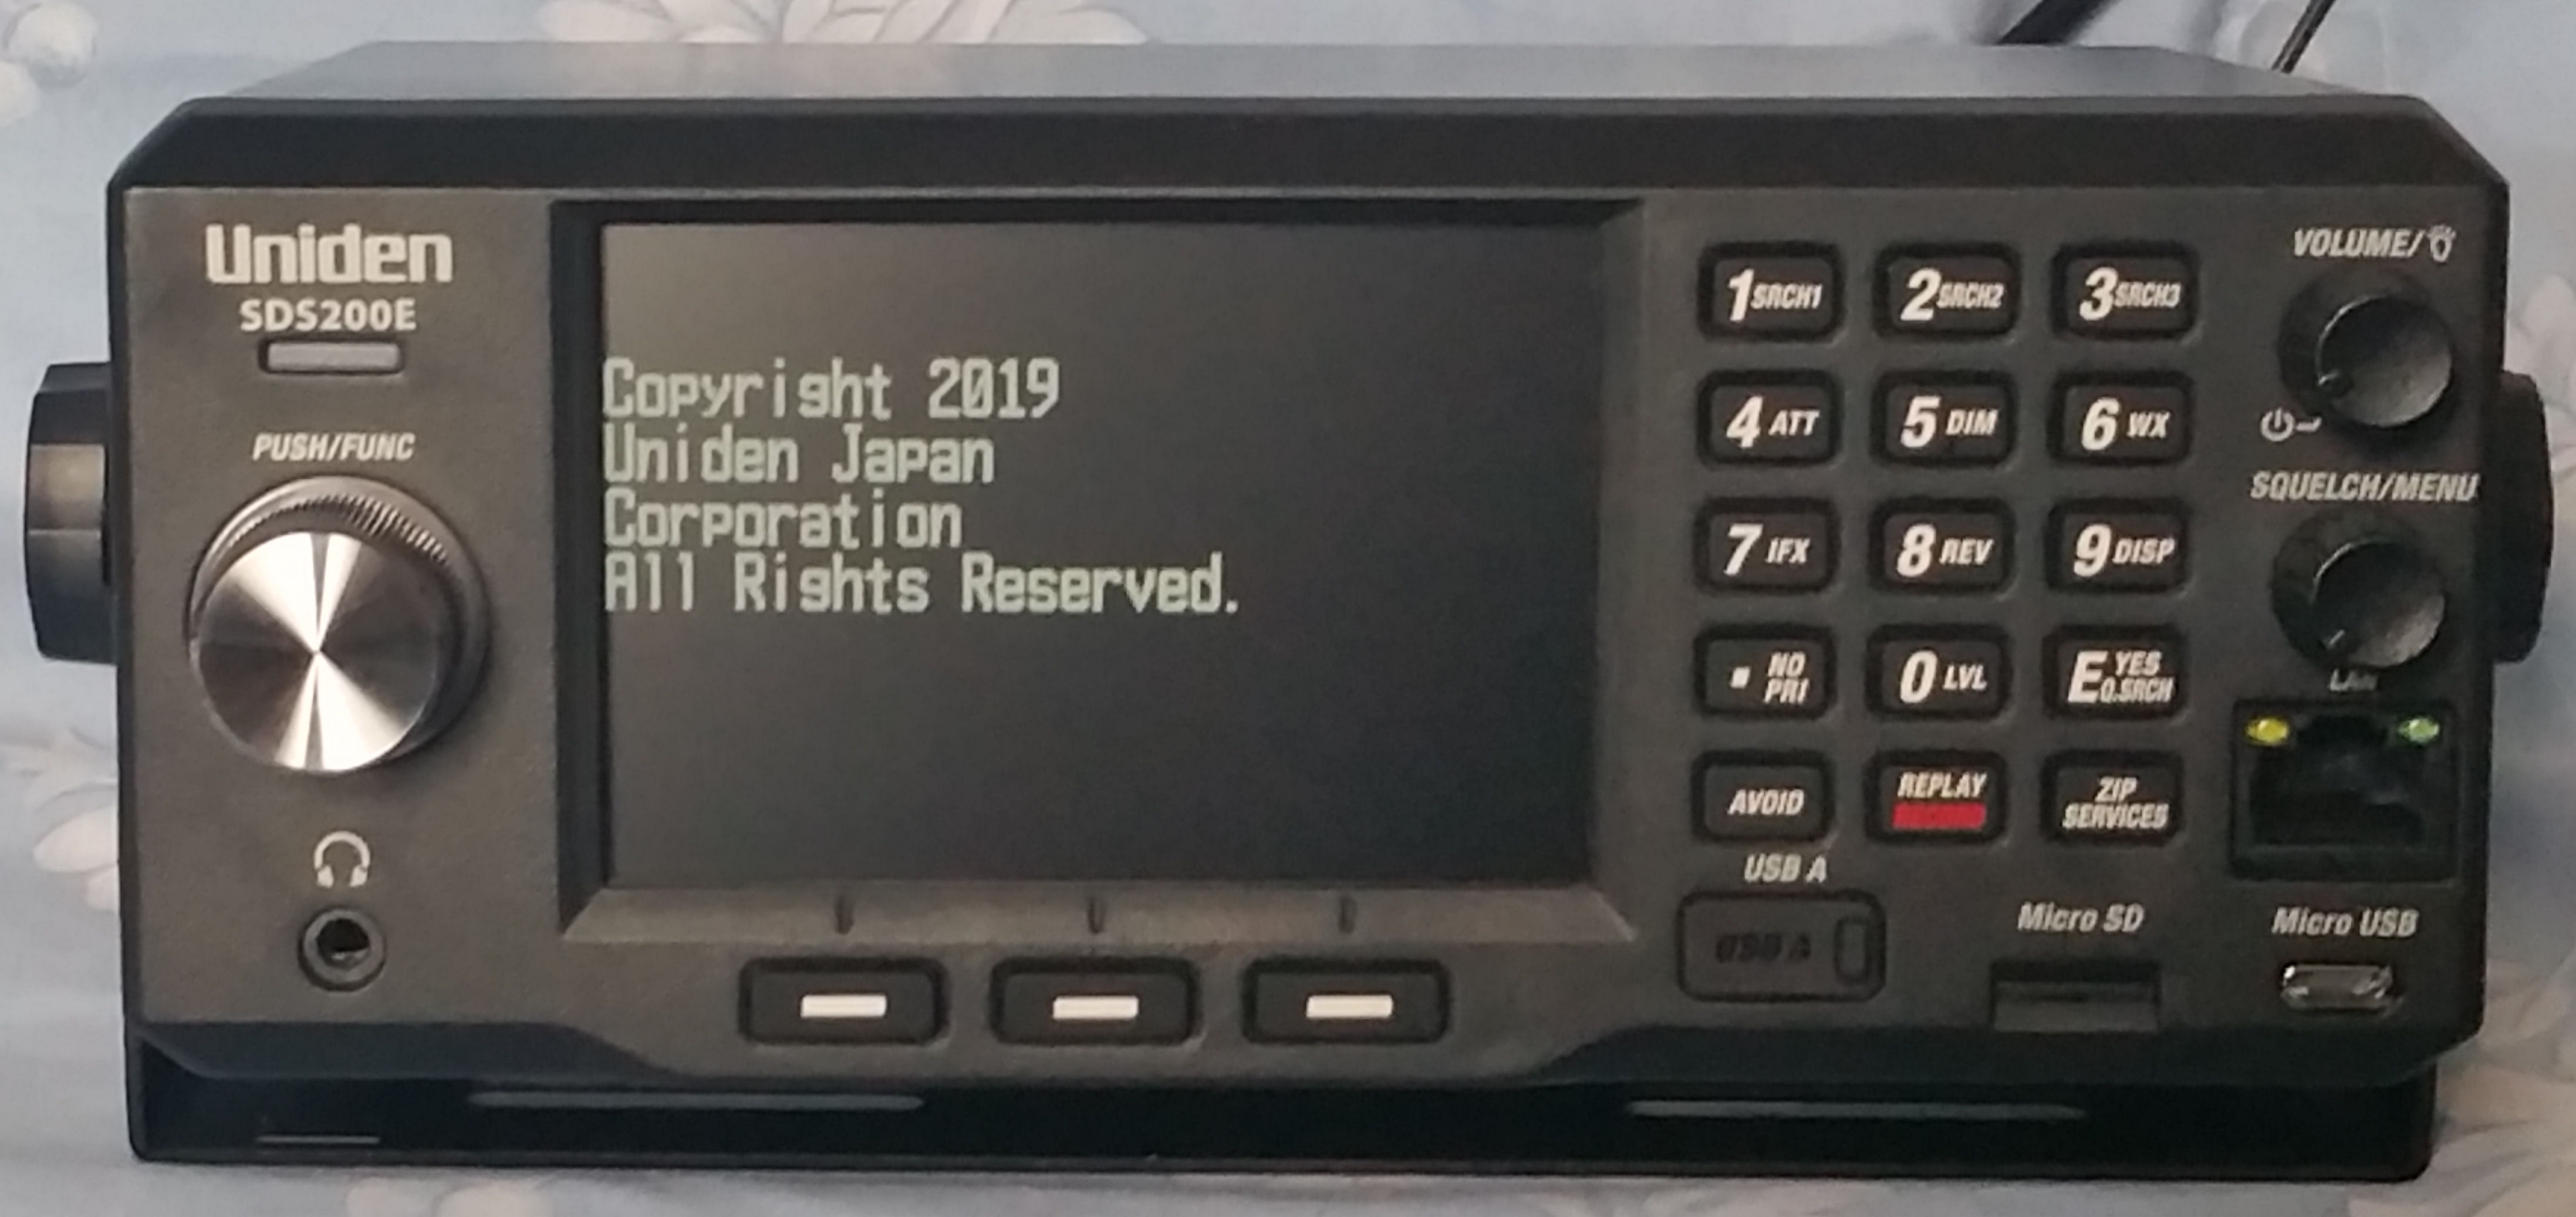 Uniden
SDS200E
PUSH/FUNC
Copyright 2019
Uniden Japan
Corporation
All Rights Reserved.
1 SRCH1 2 SRCH2 3 SRCH3
4 ATT 5 DIM 6 WX
7 IFX 8 REV 9 DISP
. NO PRI 0 LVL E YES Q.SRCH
AVOID REPLAY ZIP SERVICES
VOLUME/
SQUELCH/MENU
LAN
USB A
USB A
Micro SD
Micro USB